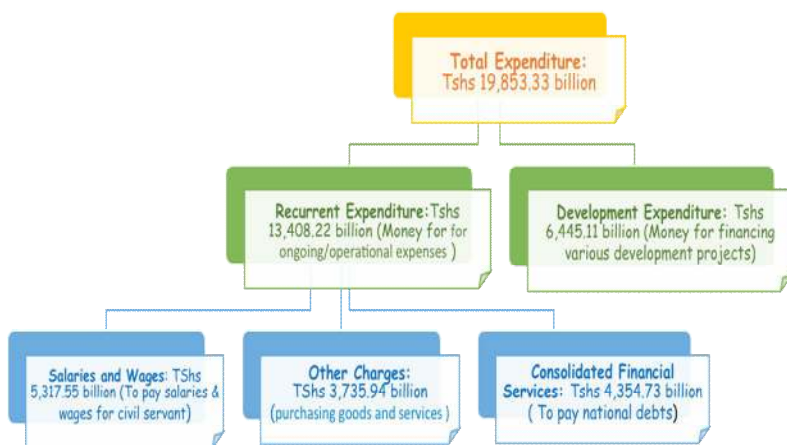 Total Expenditure:
Tshs 19,853.33 billion
Recurrent Expenditure:Tshs
13,408.22 billion (Money for for
ongoing/operational expenses )
Development Expenditure: Tshs
6,445.11 billion (Money for financing
various development projects)
Salaries and Wages: TShs
5,317.55 billion (To pay salaries &
wages for civil servant)
Other Charges:
TShs 3,735.94 billion
(purchasing goods and services )
Consolidated Financial
Services: Tshs 4,354.73 billion
( To pay national debts)